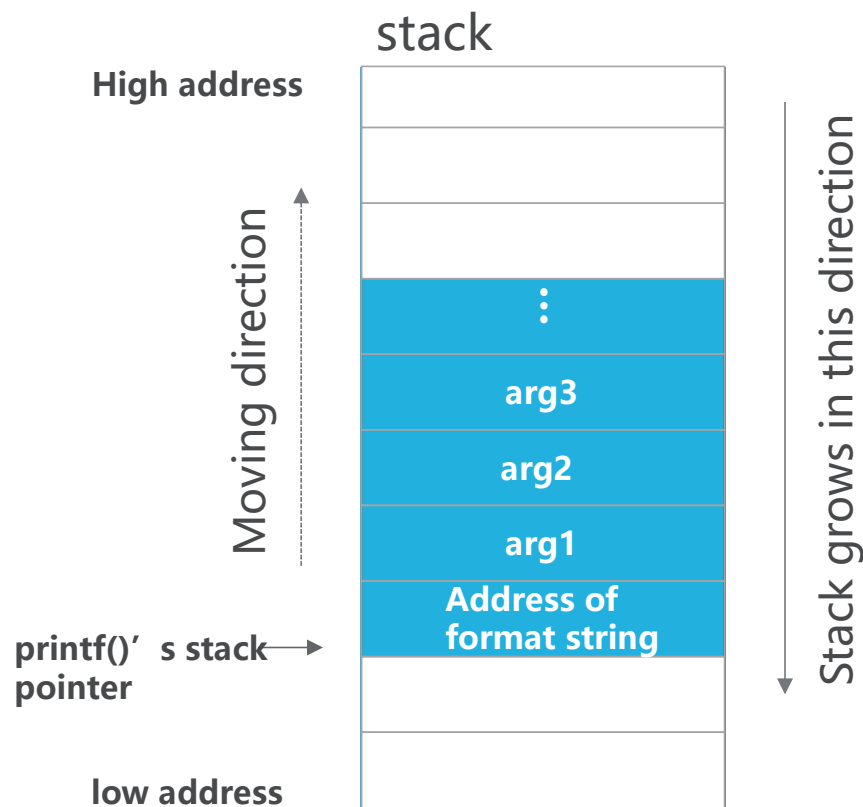 stack
High address
Moving direction
Stack grows in this direction
⋮
arg3
arg2
arg1
Address of
format string
printf()’ s stack
pointer
low address